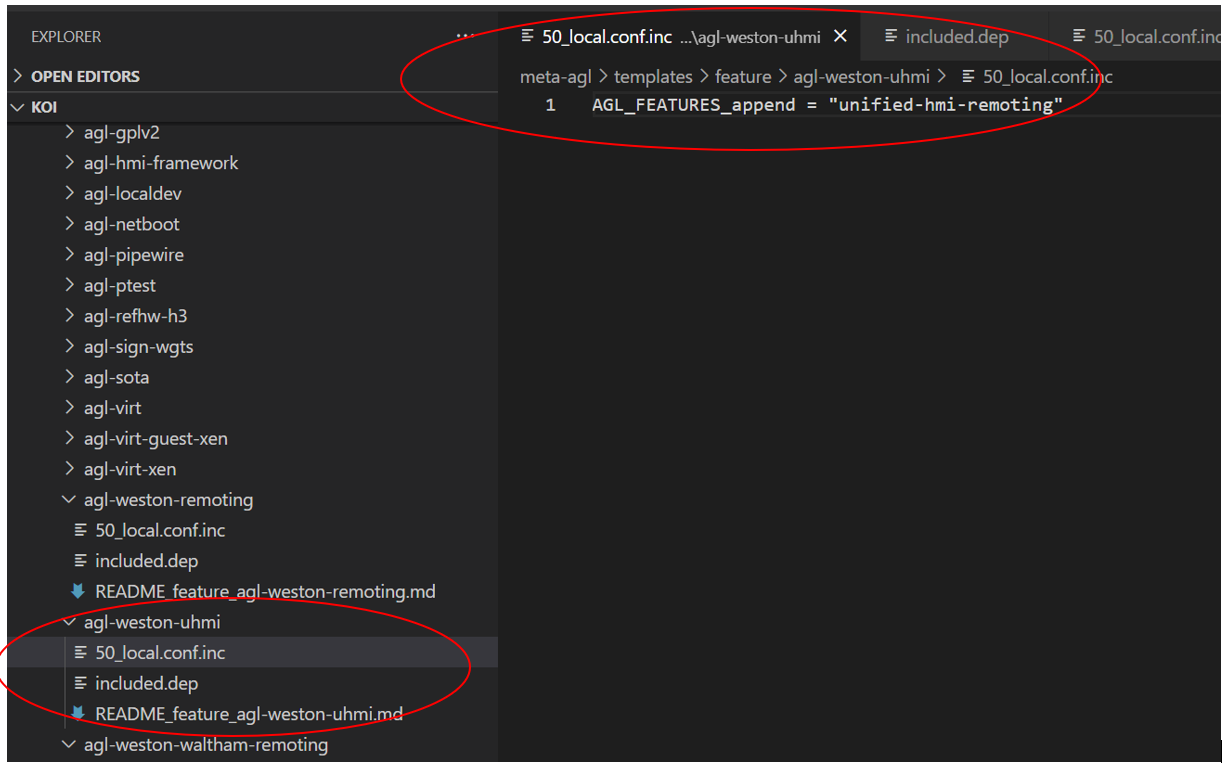 EXPLORER ...
50_local.conf.inc ...\agl-weston-uhmi
included.dep
50_local.conf.inc
OPEN EDITORS
meta-agl > templates > feature > agl-weston-uhmi > 50_local.conf.inc
KOI
1 AGL_FEATURES_append = "unified-hmi-remoting"
agl-gplv2
agl-hmi-framework
agl-localdev
agl-netboot
agl-pipewire
agl-ptest
agl-refhw-h3
agl-sign-wgts
agl-sota
agl-virt
agl-virt-guest-xen
agl-virt-xen
agl-weston-remoting
50_local.conf.inc
included.dep
README_feature_agl-weston-remoting.md
agl-weston-uhmi
50_local.conf.inc
included.dep
README_feature_agl-weston-uhmi.md
agl-weston-waltham-remoting